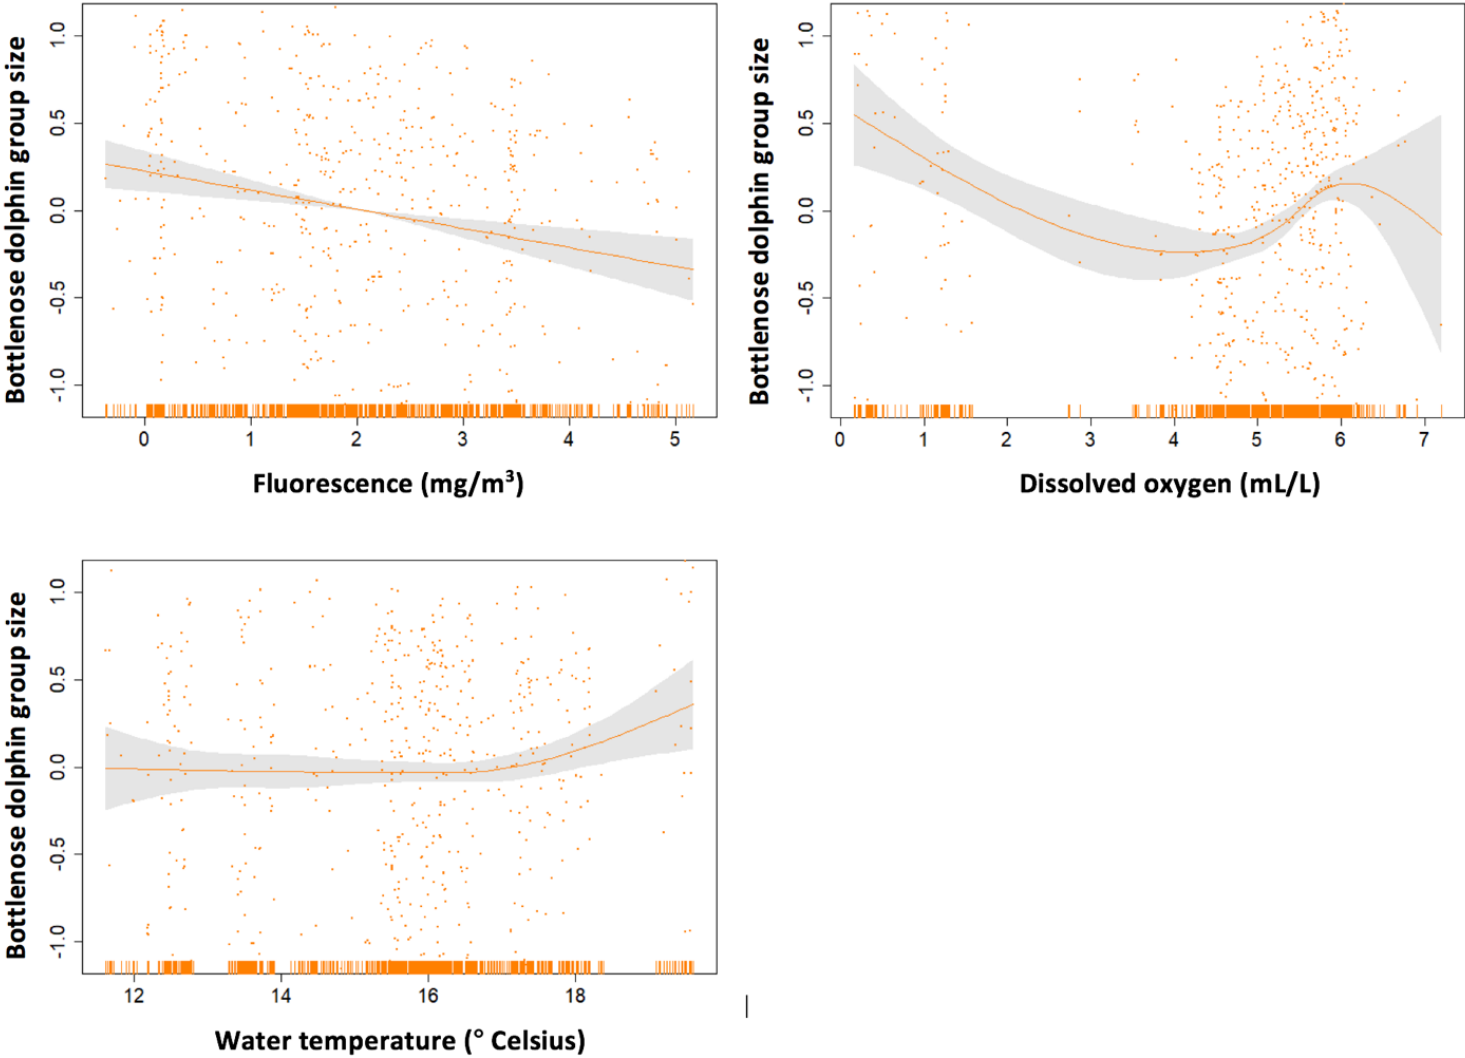 Bottlenose dolphin group size
1.0
0.5
0.0
-0.5
-1.0
0 1 2 3 4 5
Fluorescence (mg/m³)
Bottlenose dolphin group size
1.0
0.5
0.0
-0.5
-1.0
0 1 2 3 4 5 6 7
Dissolved oxygen (mL/L)
Bottlenose dolphin group size
1.0
0.5
0.0
-0.5
-1.0
12 14 16 18
Water temperature (° Celsius)